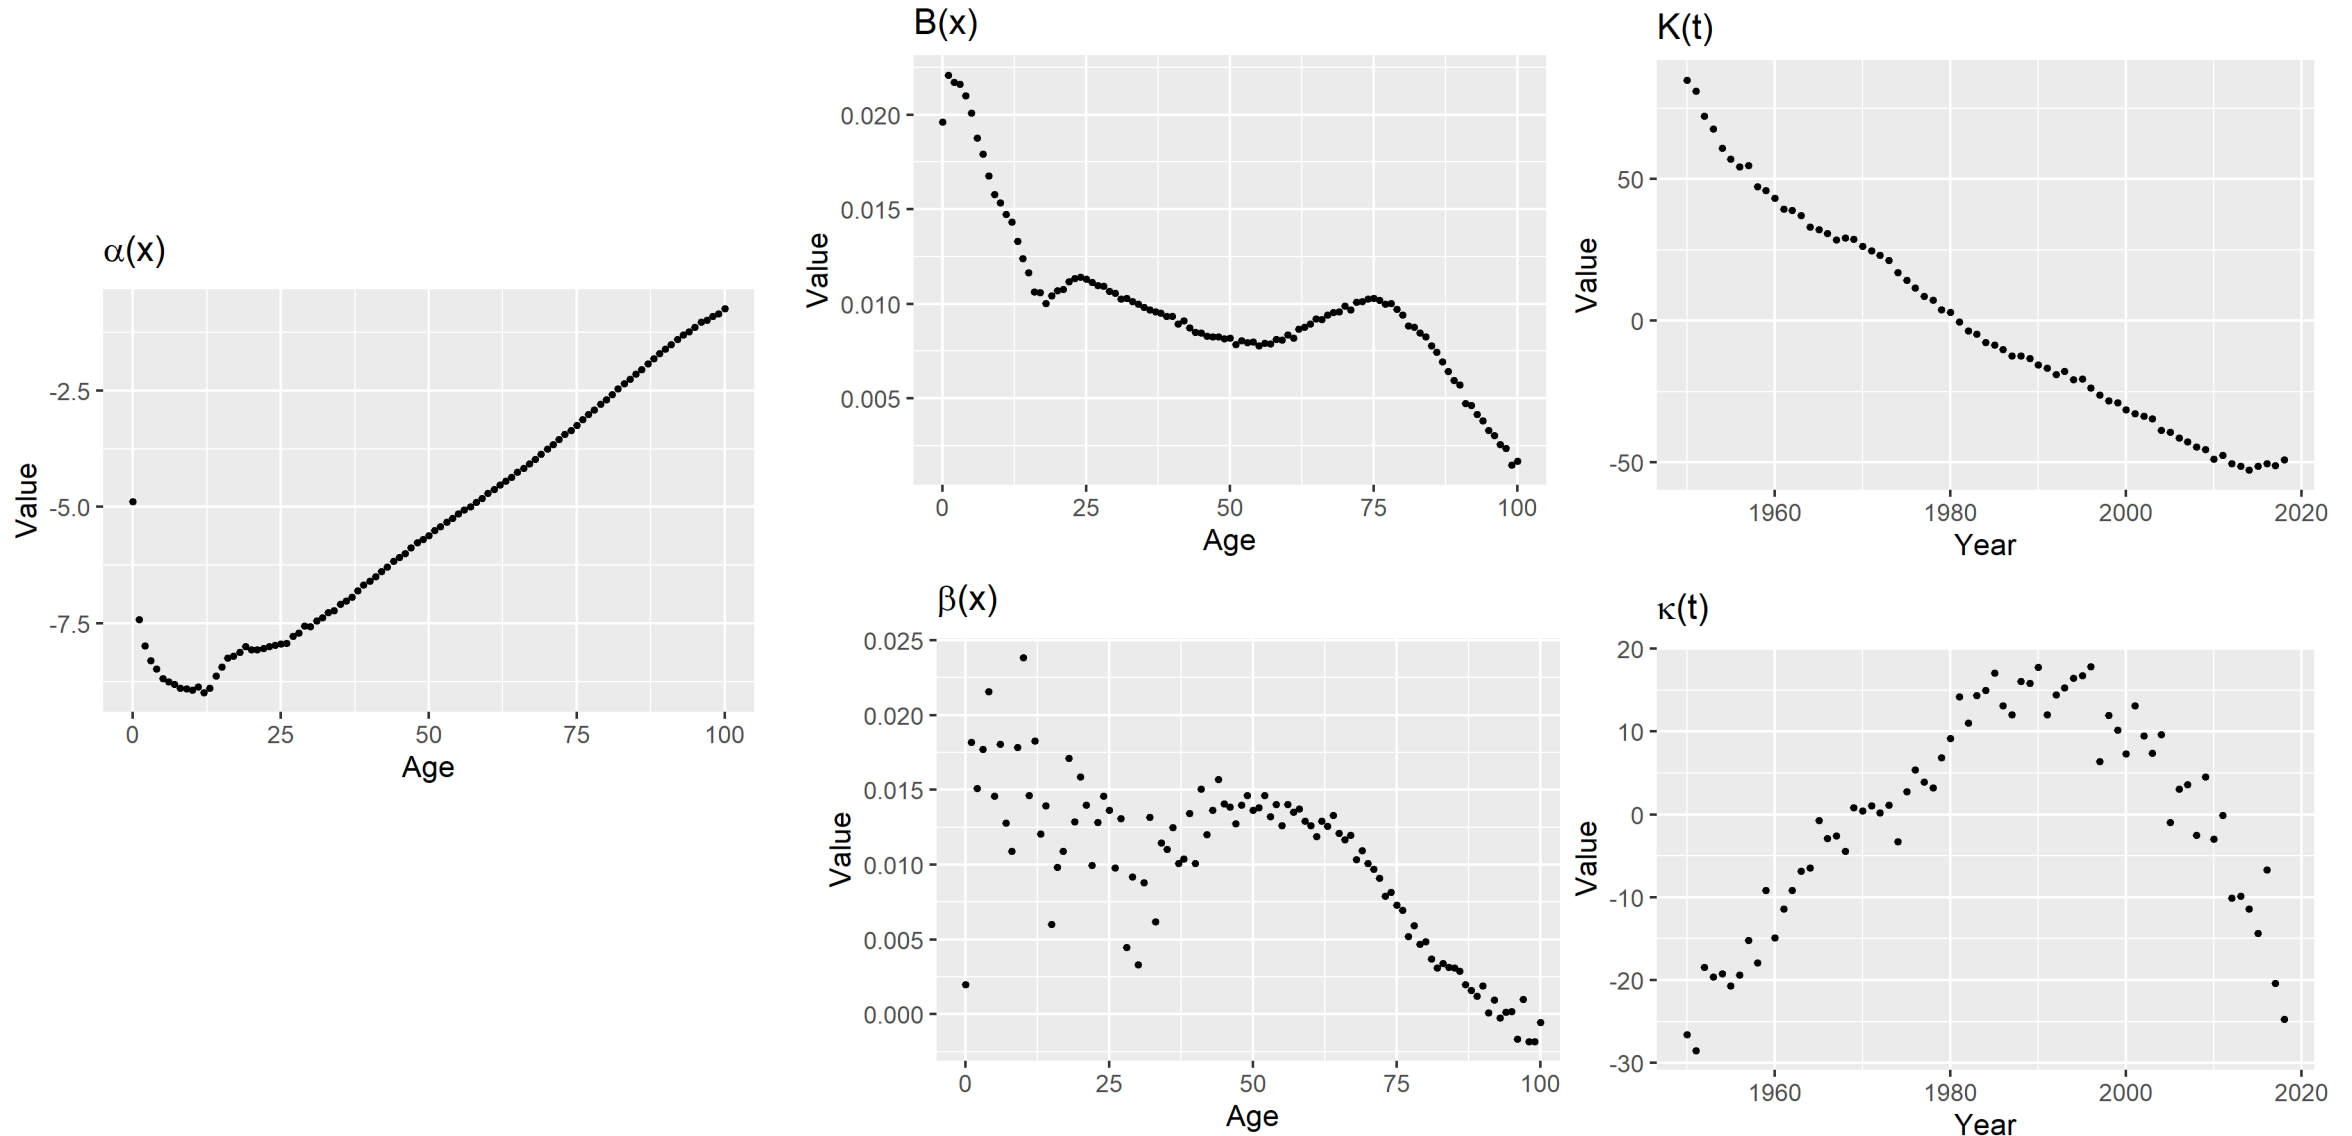 α(x)
Value
-2.5
-5.0
-7.5
0 25 50 75 100
Age
B(x)
Value
0.020
0.015
0.010
0.005
0 25 50 75 100
Age
K(t)
Value
50
0
-50
1960 1980 2000 2020
Year
β(x)
Value
0.025
0.020
0.015
0.010
0.005
0.000
0 25 50 75 100
Age
κ(t)
Value
20
10
0
-10
-20
-30
1960 1980 2000 2020
Year